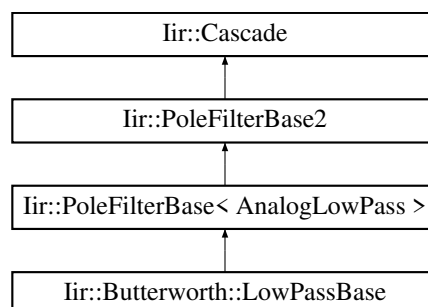 Iir::Cascade
Iir::PoleFilterBase2
Iir::PoleFilterBase< AnalogLowPass >
Iir::Butterworth::LowPassBase